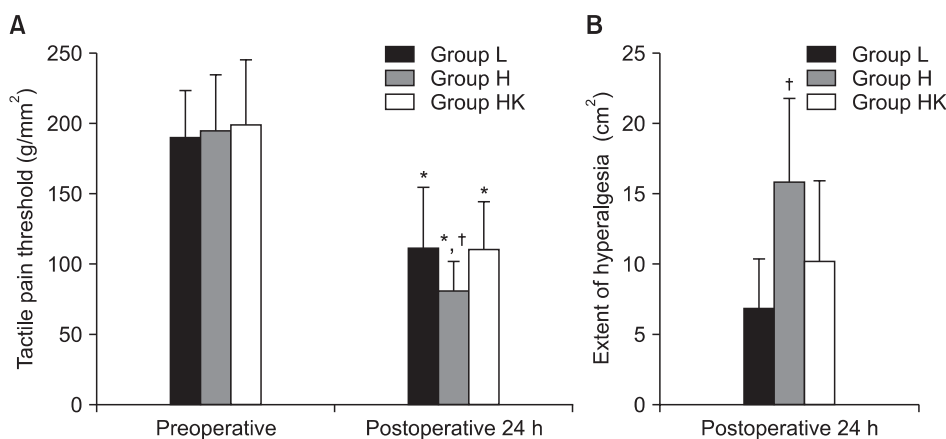 A
Tactile pain threshold (g/mm²)
250
200
150
100
50
0
Group L
Group H
Group HK
*
*, †
*
Preoperative
Postoperative 24 h
B
Extent of hyperalgesia (cm²)
25
20
15
10
5
0
Group L
Group H
Group HK
†
Postoperative 24 h